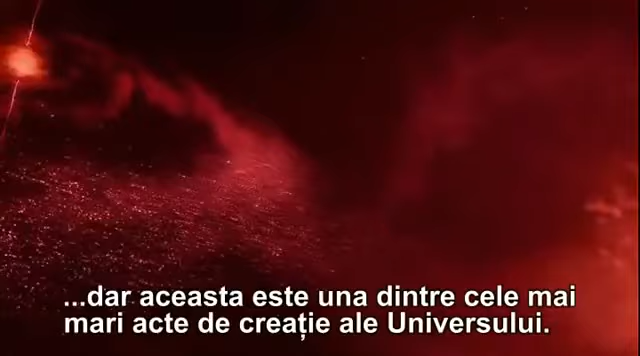 ...dar aceasta este una dintre cele mai
mari acte de creație ale Universului.